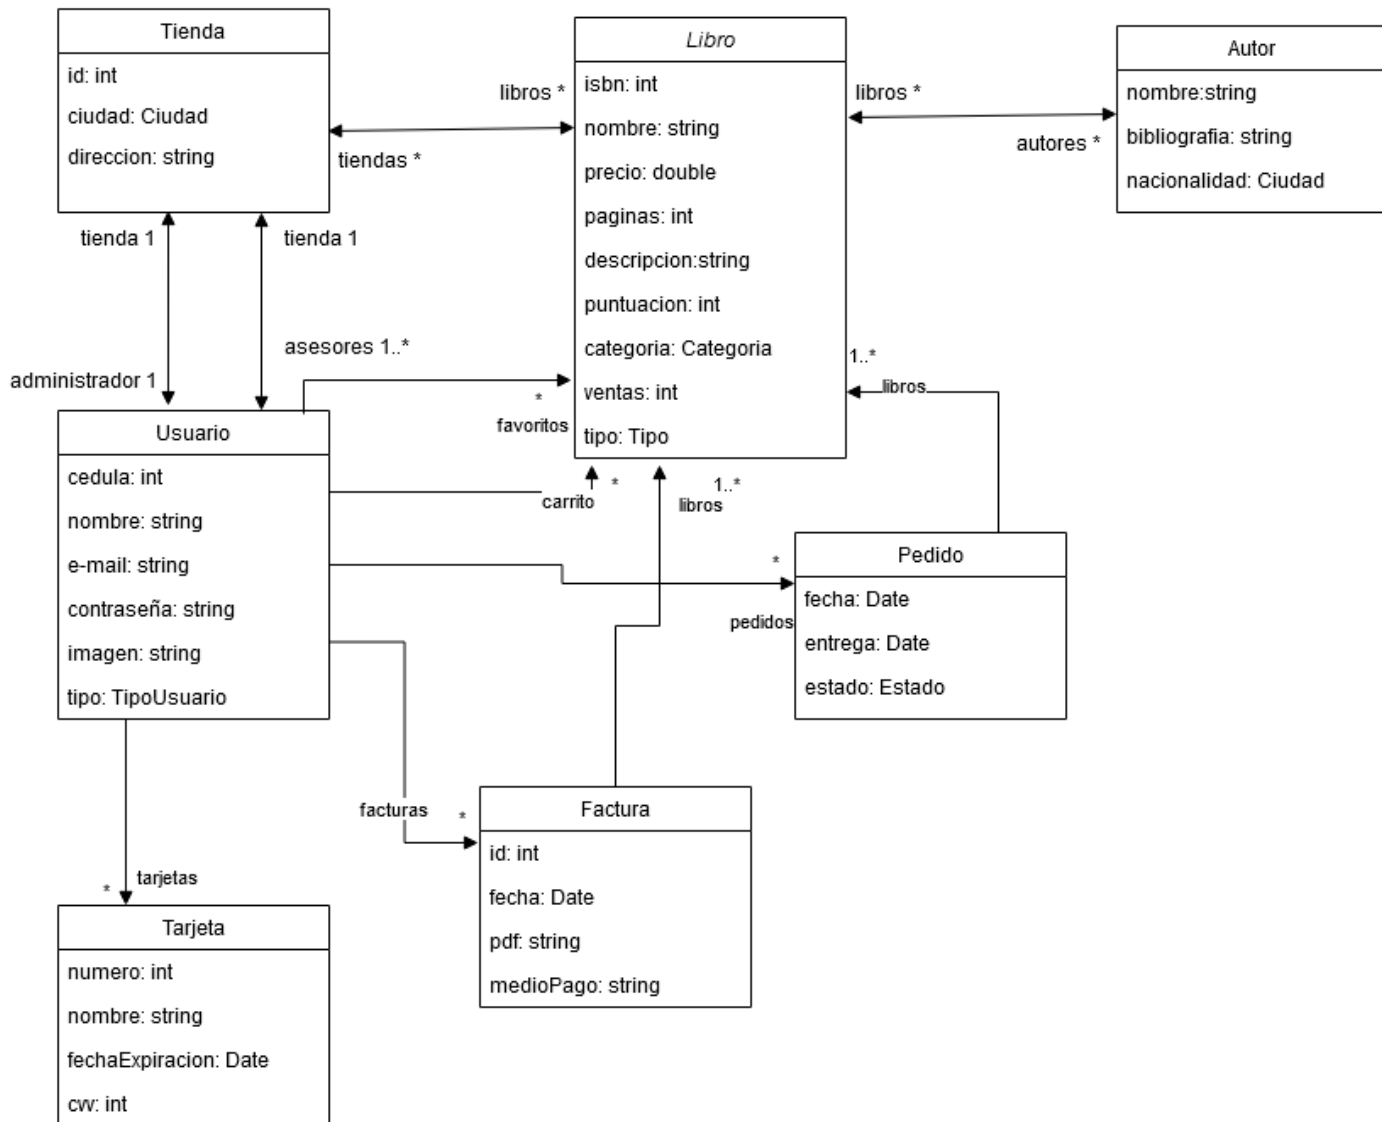 Tienda
id: int
ciudad: Ciudad
direccion: string
Libro
isbn: int
nombre: string
precio: double
paginas: int
descripcion:string
puntuacion: int
categoria: Categoria
ventas: int
tipo: Tipo
Autor
nombre:string
bibliografia: string
nacionalidad: Ciudad
libros *
tiendas *
libros *
autores *
tienda 1
tienda 1
asesores 1..*
administrador 1
*
favoritos
1..*
libros
Usuario
cedula: int
nombre: string
e-mail: string
contraseña: string
imagen: string
tipo: TipoUsuario
*
carrito
1..*
libros
*
pedidos
Pedido
fecha: Date
entrega: Date
estado: Estado
facturas
*
Factura
id: int
fecha: Date
pdf: string
medioPago: string
tarjetas
*
Tarjeta
numero: int
nombre: string
fechaExpiracion: Date
cvv: int